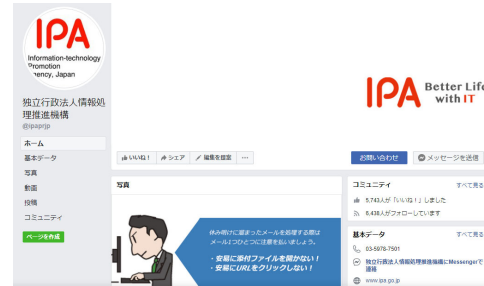 IPA
Information-technology
Promotion
Agency, Japan
独立行政法人情報処
理推進機構
@ipaprjp
ホーム
基本データ
写真
動画
投稿
コミュニティ
ページを作成
IPA Better Life
with IT
いいね！ シェア 編集を提案 …
お問い合わせ メッセージを送信
写真
休み明けに溜まったメールを処理する際は
メール1つひとつに注意を払いましょう。
・安易に添付ファイルを開かない！
・安易にURLをクリックしない！
コミュニティ すべて見る
5,743人が「いいね！」しました
6,438人がフォローしています
基本データ すべて見る
03-5978-7501
独立行政法人情報処理推進機構にMessengerで
連絡
www.ipa.go.jp